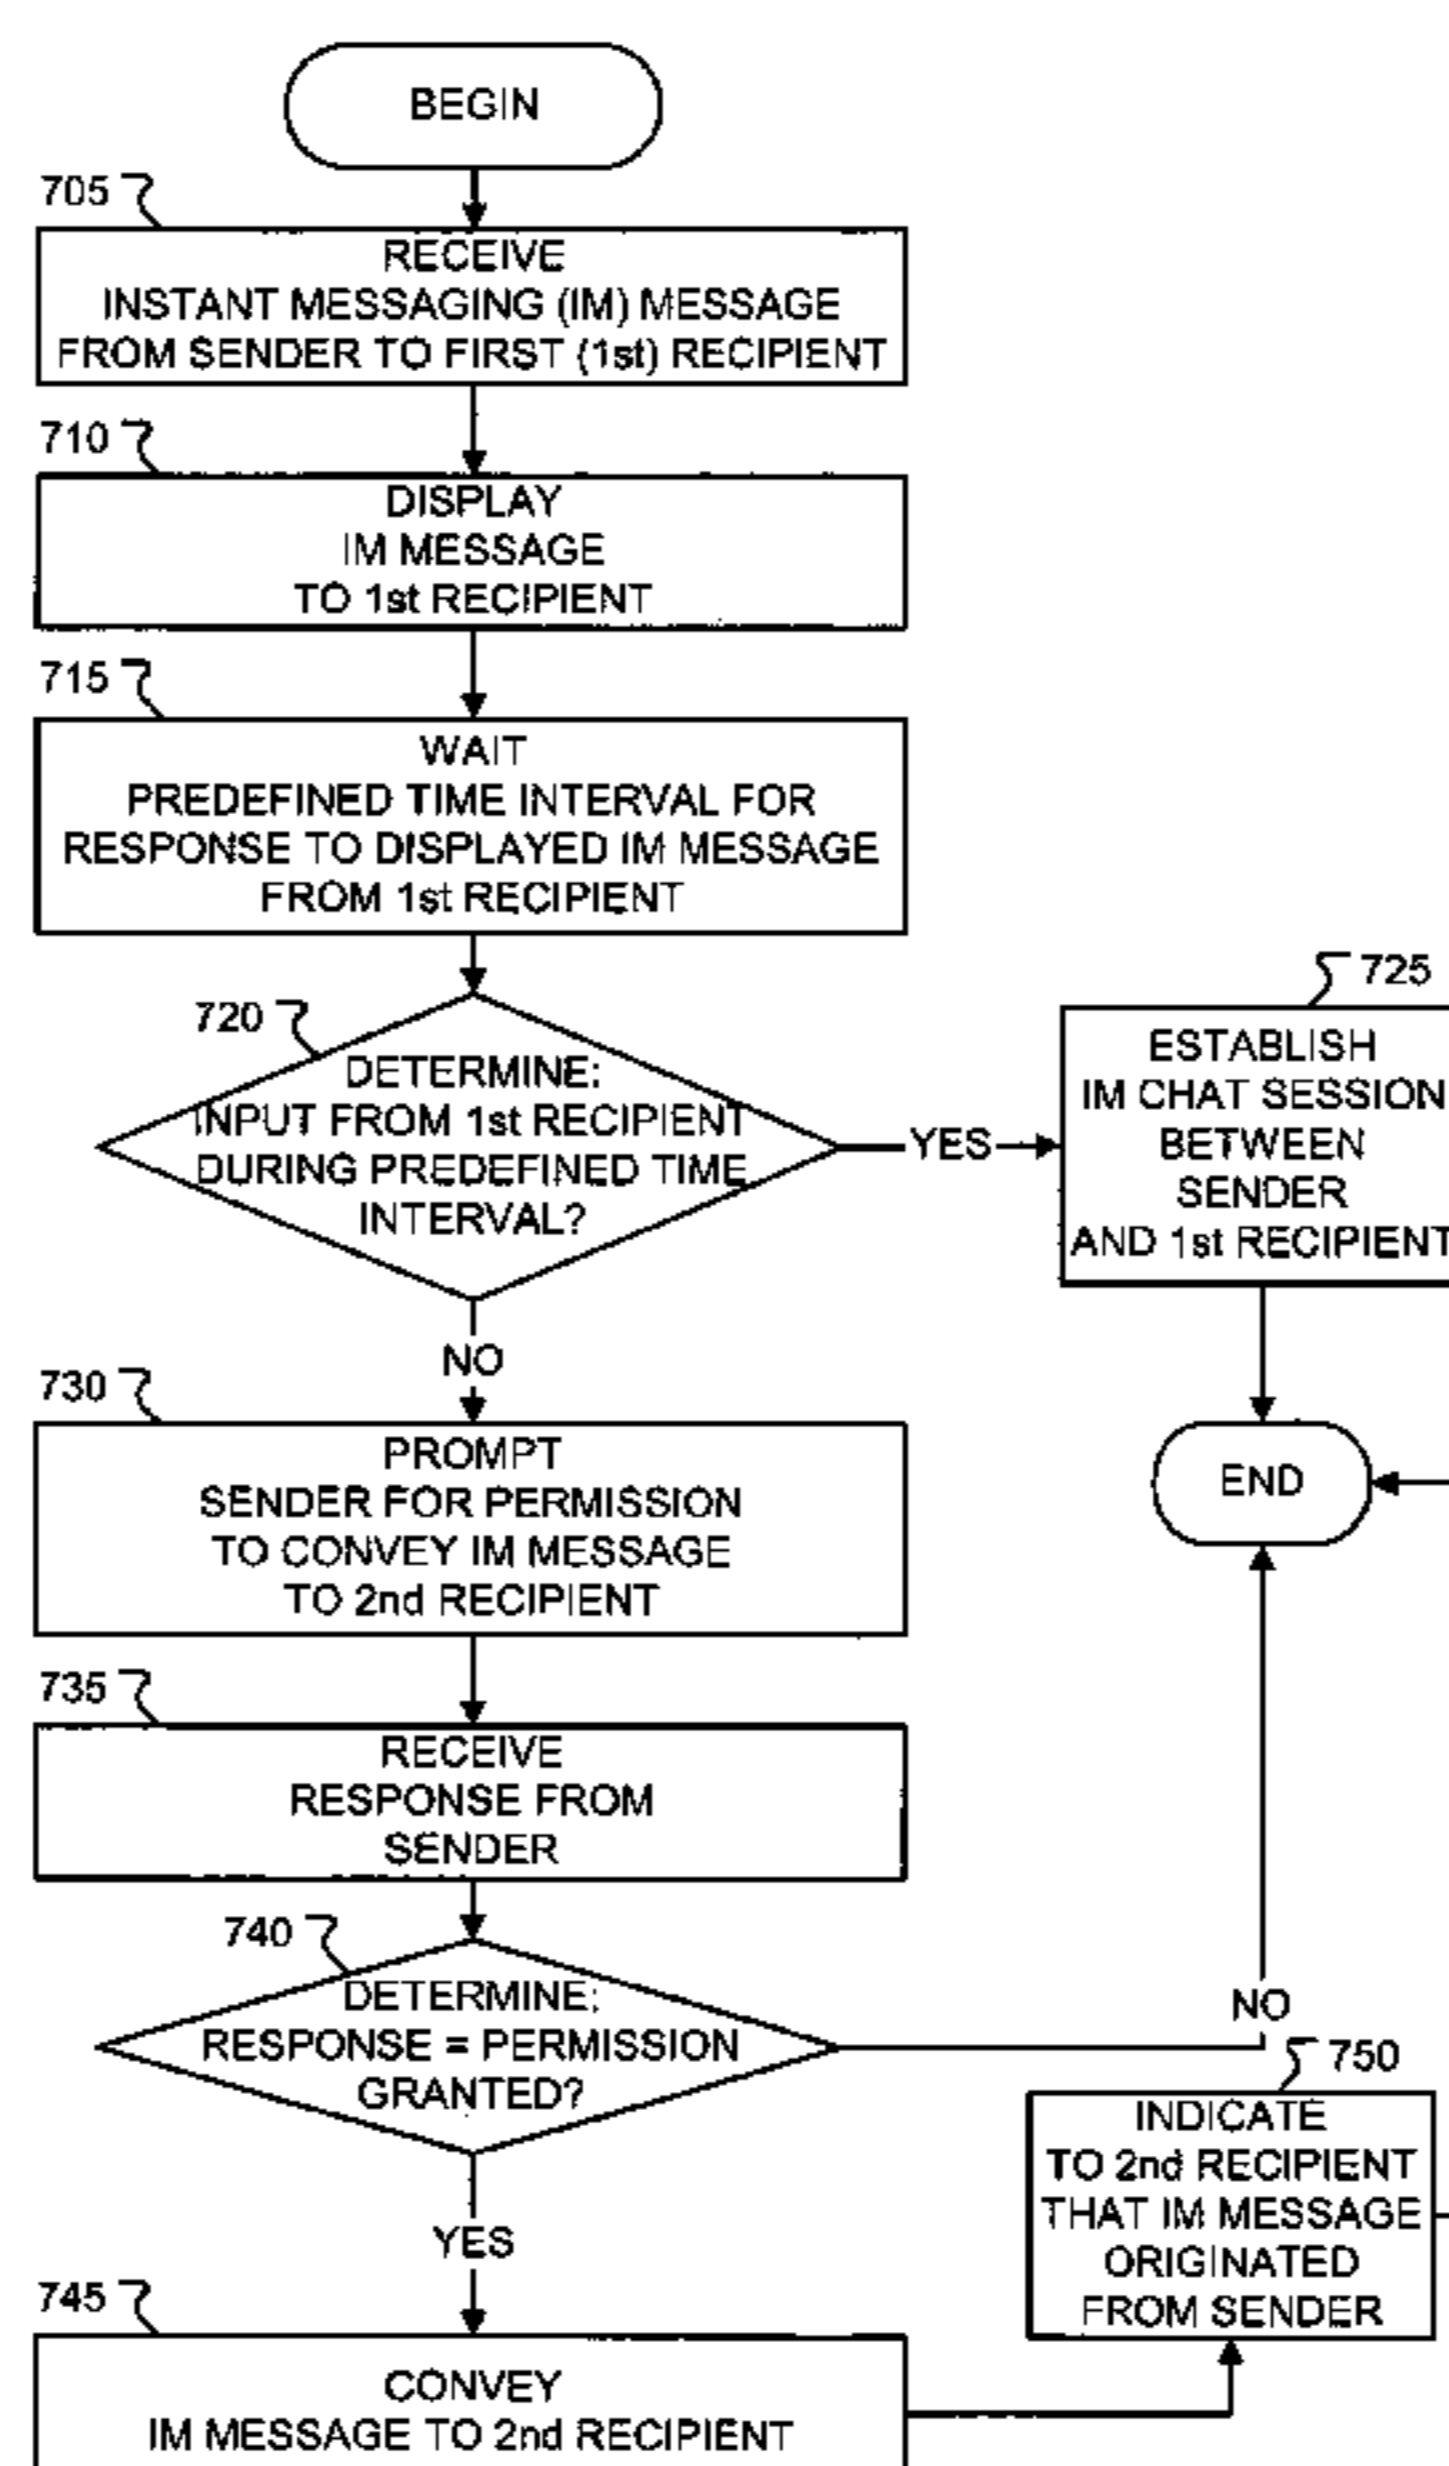 BEGIN
705
RECEIVE
INSTANT MESSAGING (IM) MESSAGE
FROM SENDER TO FIRST (1st) RECIPIENT
710
DISPLAY
IM MESSAGE
TO 1st RECIPIENT
715
WAIT
PREDEFINED TIME INTERVAL FOR
RESPONSE TO DISPLAYED IM MESSAGE
FROM 1st RECIPIENT
720
DETERMINE:
INPUT FROM 1st RECIPIENT
DURING PREDEFINED TIME
INTERVAL?
YES
725
ESTABLISH
IM CHAT SESSION
BETWEEN
SENDER
AND 1st RECIPIENT
NO
730
PROMPT
SENDER FOR PERMISSION
TO CONVEY IM MESSAGE
TO 2nd RECIPIENT
END
735
RECEIVE
RESPONSE FROM
SENDER
740
DETERMINE:
RESPONSE = PERMISSION
GRANTED?
NO
YES
745
CONVEY
IM MESSAGE TO 2nd RECIPIENT
750
INDICATE
TO 2nd RECIPIENT
THAT IM MESSAGE
ORIGINATED
FROM SENDER